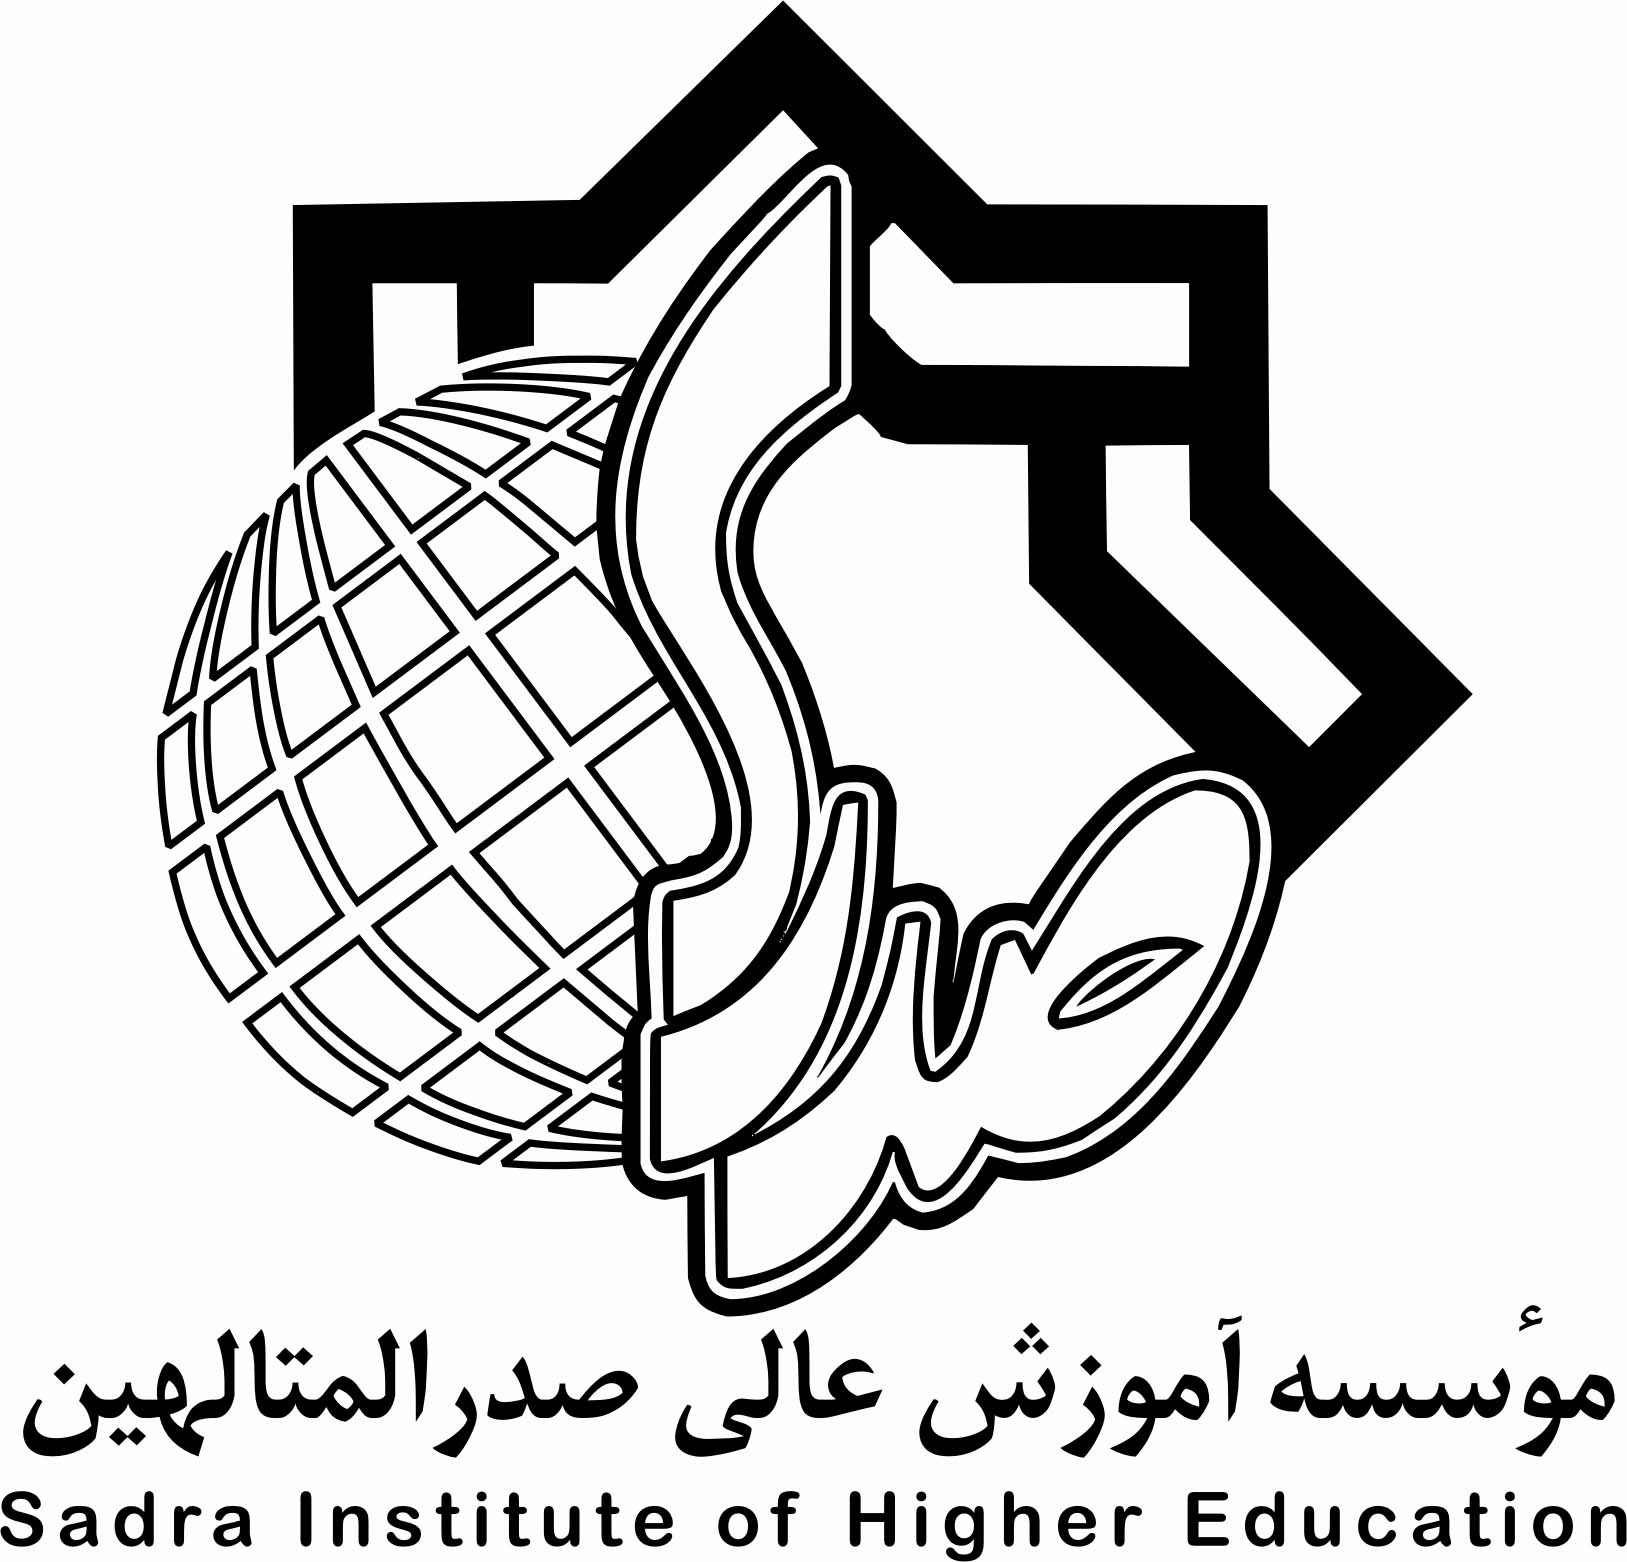 مؤسسه آموزش عالی صدرالمتالهین
Sadra Institute of Higher Education